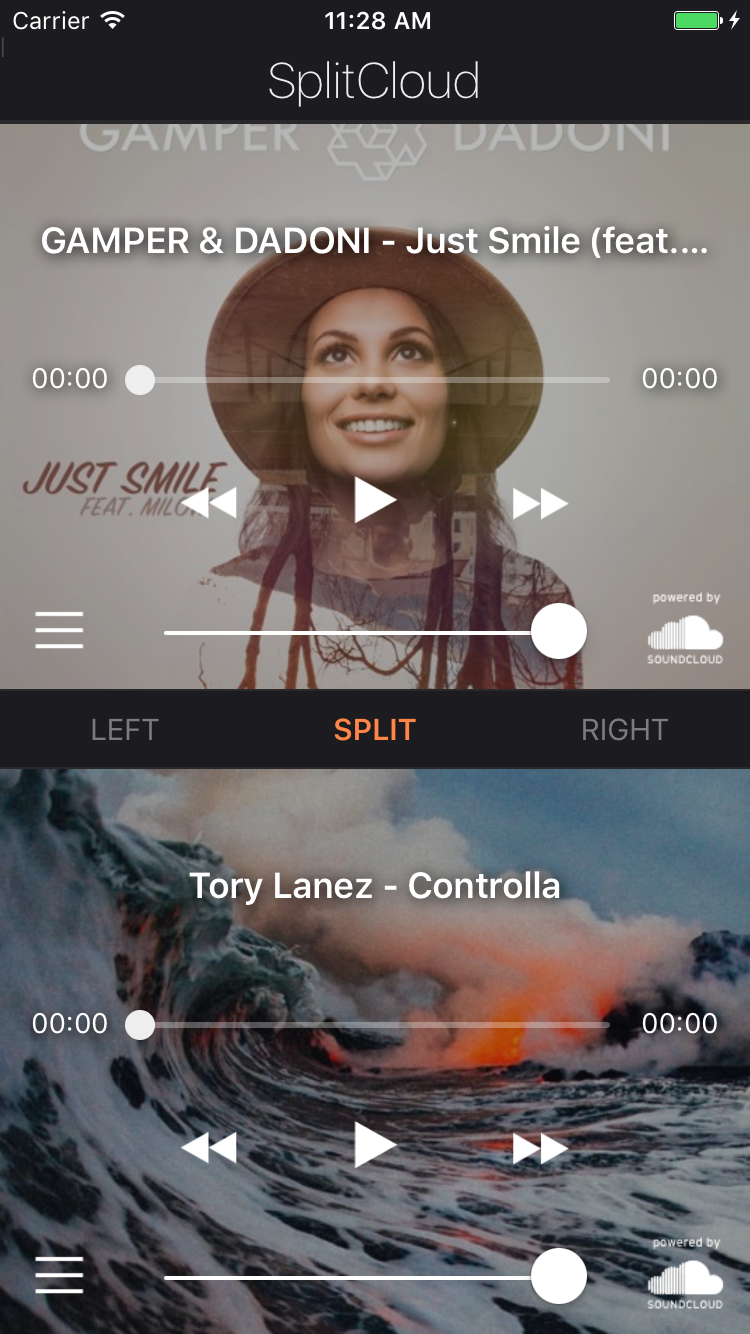 Carrier 11:28 AM
SplitCloud
GAMPER DADONI
GAMPER & DADONI - Just Smile (feat....
00:00 00:00
JUST SMILE
FEAT.
powered by
SOUNDCLOUD
LEFT SPLIT RIGHT
Tory Lanez - Controlla
00:00 00:00
powered by
SOUNDCLOUD